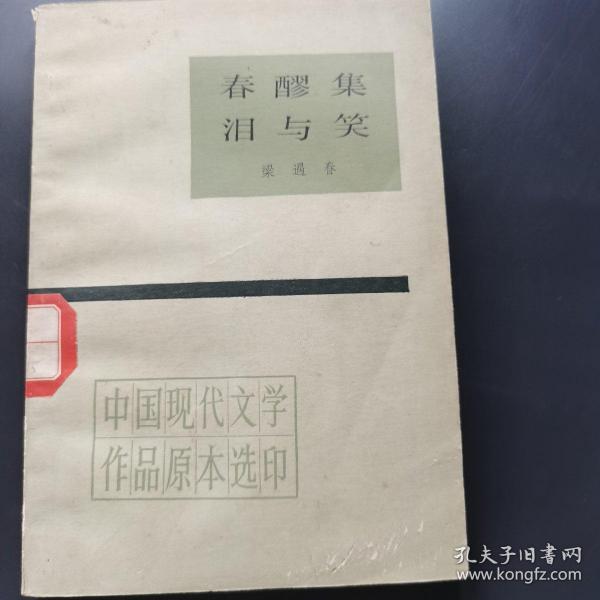 春醪集
泪与笑
梁遇春
中国现代文学
作品原本选印
孔夫子旧书网
www.kongfz.com